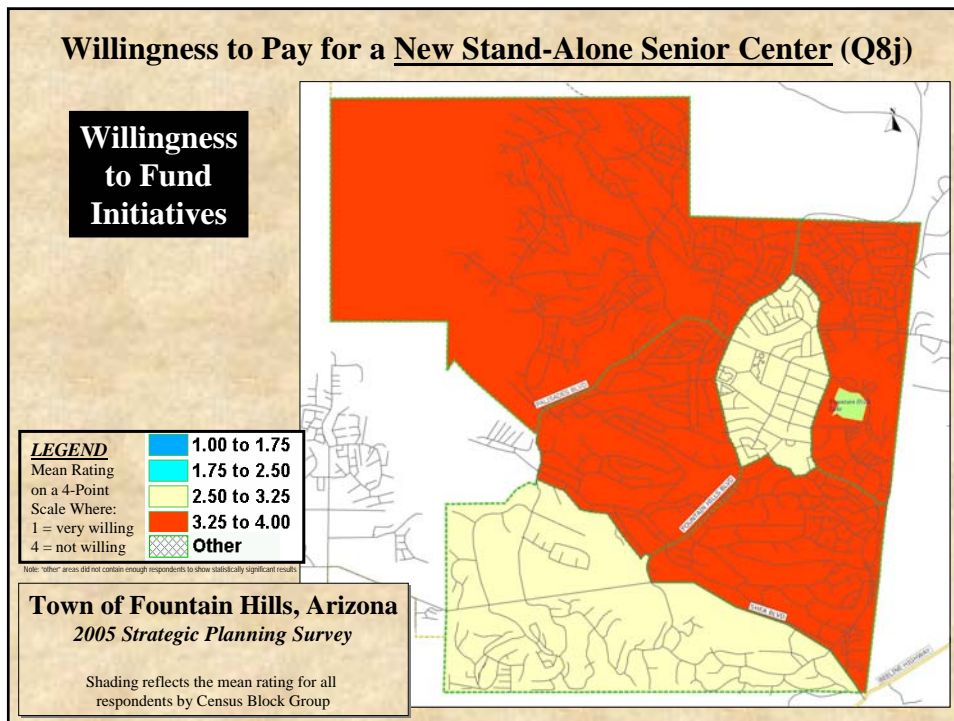 Willingness to Pay for a New Stand-Alone Senior Center (Q8j)
Willingness
to Fund
Initiatives
PALISADES BLVD
FOUNTAIN HILLS BLVD
SHEA BLVD
BEELINE HIGHWAY
LEGEND
Mean Rating
on a 4-Point
Scale Where:
1 = very willing
4 = not willing
1.00 to 1.75
1.75 to 2.50
2.50 to 3.25
3.25 to 4.00
Other
Note: "other" areas did not contain enough respondents to show statistically significant results.
Town of Fountain Hills, Arizona
2005 Strategic Planning Survey
Shading reflects the mean rating for all
respondents by Census Block Group